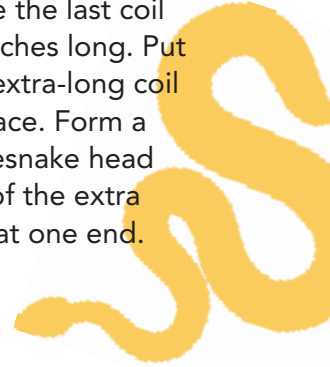 e the last coil
ches long. Put
extra-long coil
ace. Form a
esnake head
of the extra
at one end.